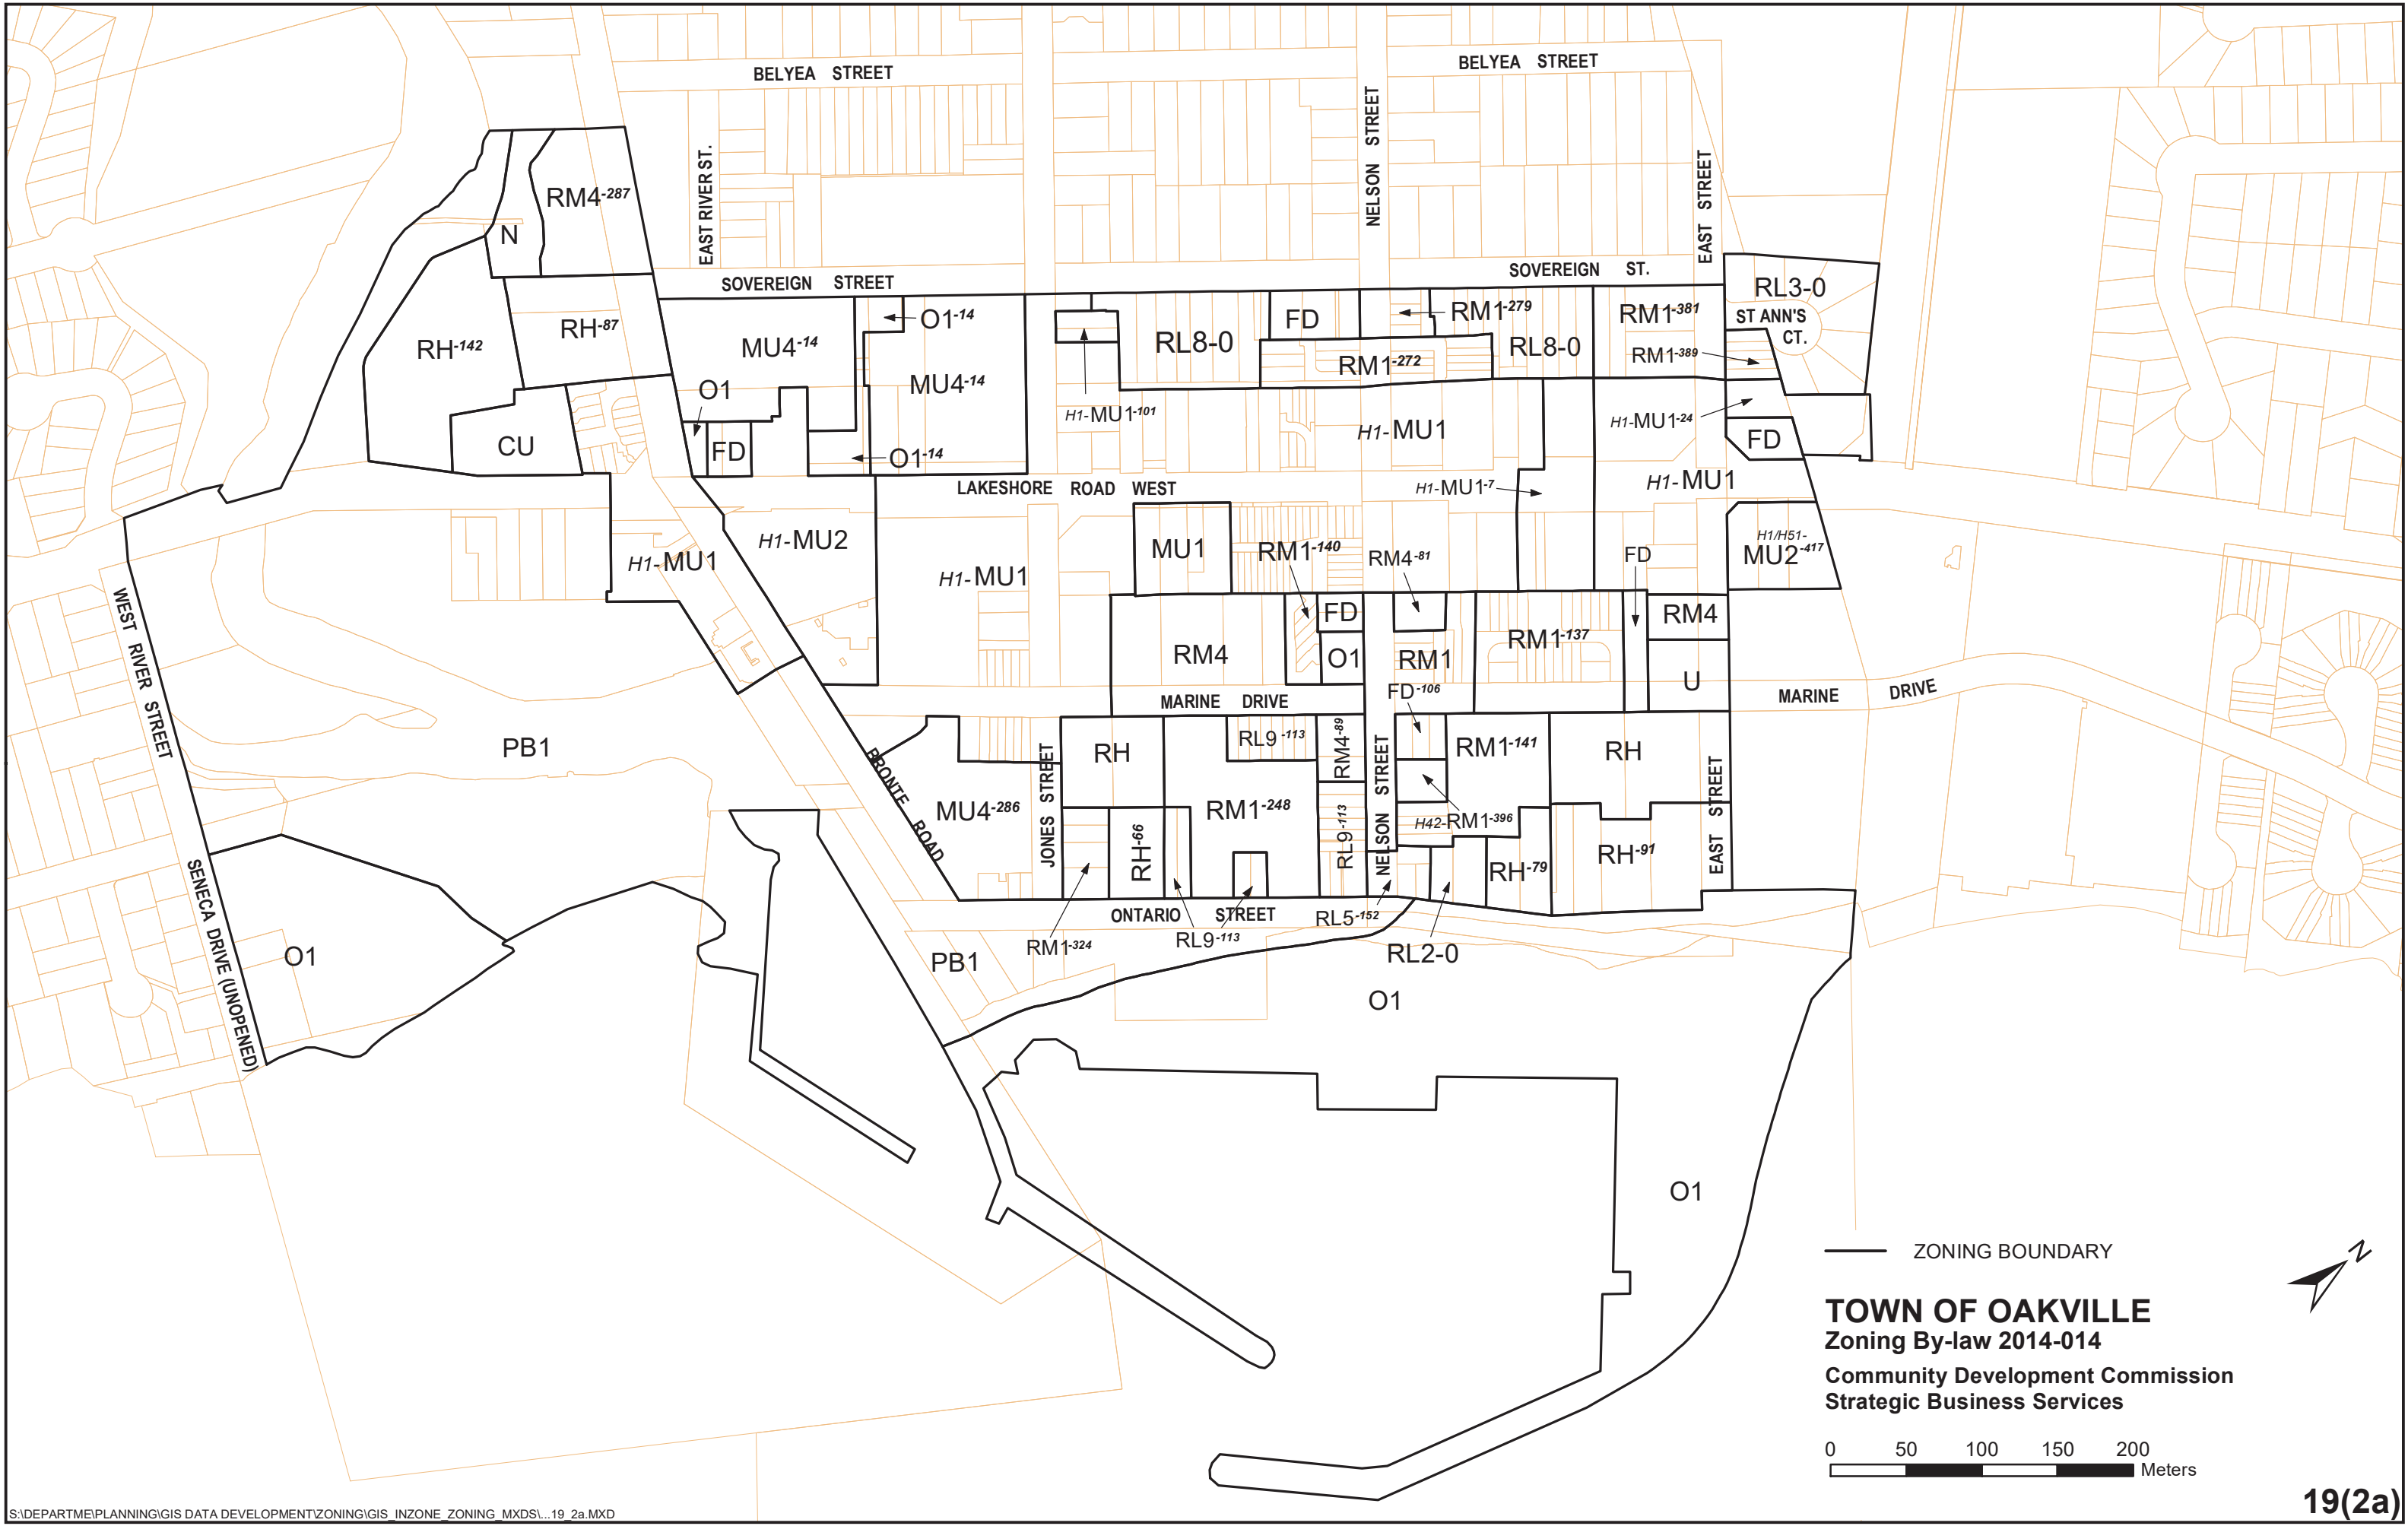 BELYEA STREET
BELYEA STREET
NELSON STREET
EAST RIVER ST.
EAST STREET
RM4-287
N
SOVEREIGN STREET
SOVEREIGN ST.
RL3-0
ST ANN'S
CT.
RH-142
RH-87
MU4-14
O1-14
MU4-14
RL8-0
FD
RM1-279
RM1-272
RL8-0
RM1-381
RM1-389
O1
FD
O1-14
CU
H1-MU1-101
H1-MU1
H1-MU1-24
FD
LAKESHORE ROAD WEST
H1-MU1-7
H1-MU1
H1-MU1
H1-MU2
H1-MU1
MU1
RM1-140
RM4-81
FD
H1/H51-
MU2-417
RM4
FD
O1
RM1
RM1-137
RM4
U
FD-106
MARINE DRIVE
MARINE DRIVE
WEST RIVER STREET
PB1
BRONTE ROAD
MU4-286
JONES STREET
RH
RL9-113
RM4-89
NELSON STREET
RM1-141
RH
EAST STREET
RH-66
RM1-248
RL9-113
H42-RM1-396
RH-79
RH-91
SENECA DRIVE (UNOPENED)
O1
PB1
ONTARIO STREET
RM1-324
RL9-113
RL5-152
RL2-0
O1
O1
ZONING BOUNDARY
N
TOWN OF OAKVILLE
Zoning By-law 2014-014
Community Development Commission
Strategic Business Services
0 50 100 150 200
Meters
19(2a)
S:\DEPARTME\PLANNING\GIS DATA DEVELOPMENT\ZONING\GIS_INZONE_ZONING_MXDS\...19_2a.MXD